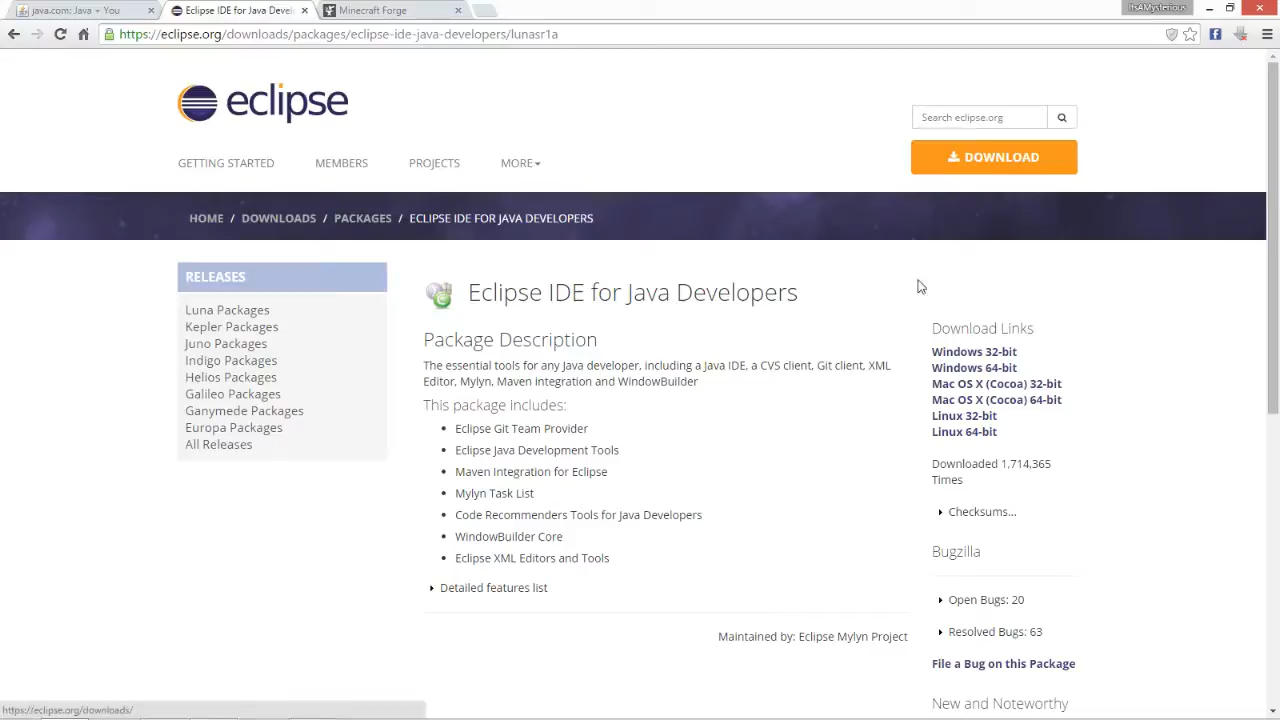 java.com: Java + You
Eclipse IDE for Java Devel
Minecraft Forge
ItsAMysterious
https://eclipse.org/downloads/packages/eclipse-ide-java-developers/lunasr1a
eclipse
Search eclipse.org
DOWNLOAD
GETTING STARTED
MEMBERS
PROJECTS
MORE
HOME / DOWNLOADS / PACKAGES / ECLIPSE IDE FOR JAVA DEVELOPERS
RELEASES
Luna Packages
Kepler Packages
Juno Packages
Indigo Packages
Helios Packages
Galileo Packages
Ganymede Packages
Europa Packages
All Releases
Eclipse IDE for Java Developers
Package Description
The essential tools for any Java developer, including a Java IDE, a CVS client, Git client, XML
Editor, Mylyn, Maven integration and WindowBuilder
This package includes:
Eclipse Git Team Provider
Eclipse Java Development Tools
Maven Integration for Eclipse
Mylyn Task List
Code Recommenders Tools for Java Developers
WindowBuilder Core
Eclipse XML Editors and Tools
Detailed features list
Maintained by: Eclipse Mylyn Project
Download Links
Windows 32-bit
Windows 64-bit
Mac OS X (Cocoa) 32-bit
Mac OS X (Cocoa) 64-bit
Linux 32-bit
Linux 64-bit
Downloaded 1,714,365
Times
Checksums...
Bugzilla
Open Bugs: 20
Resolved Bugs: 63
File a Bug on this Package
New and Noteworthy
https://eclipse.org/downloads/